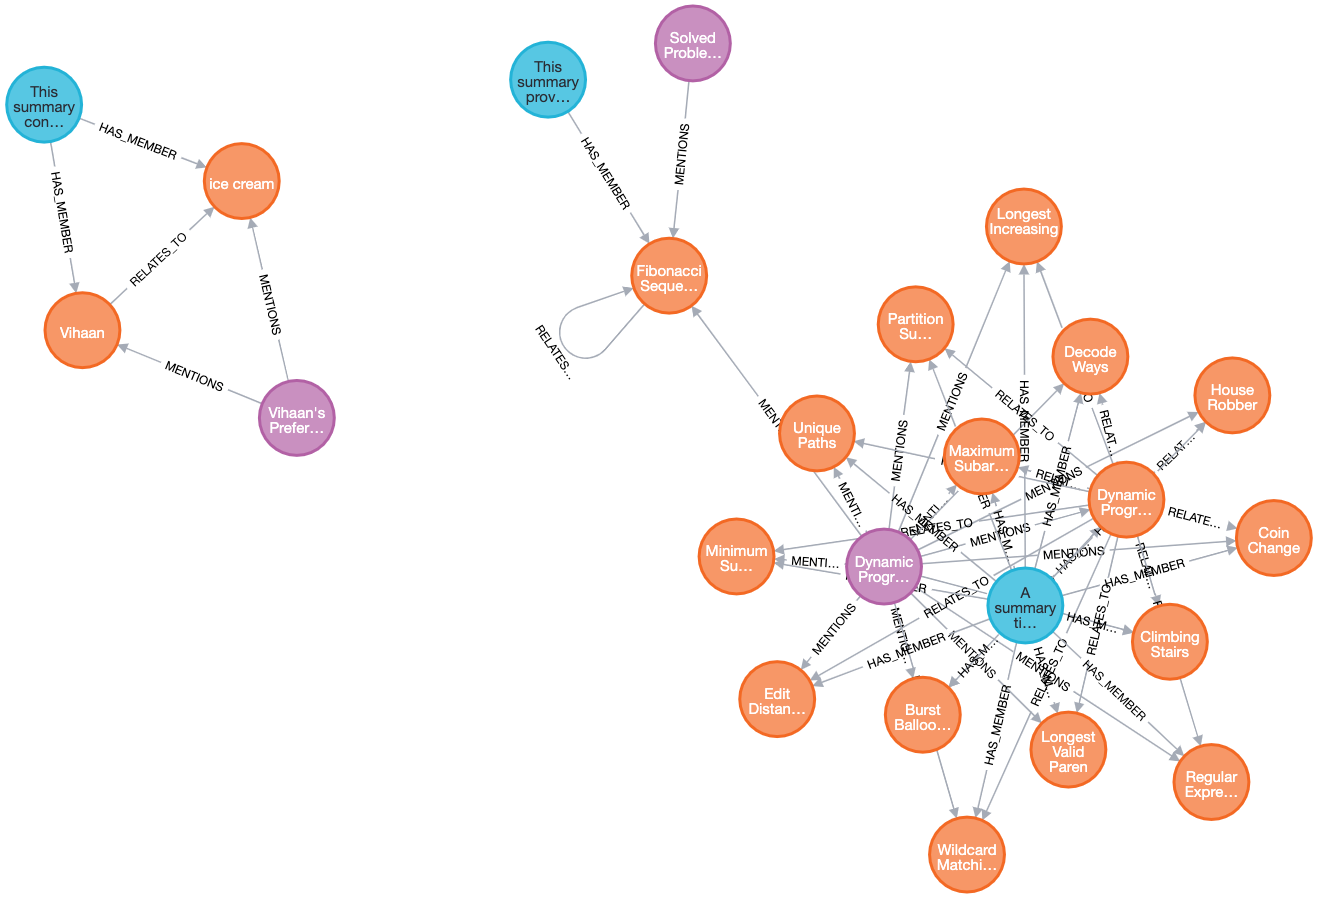 This
summary
con…
HAS_MEMBER
HAS_MEMBER
ice cream
RELATES_TO
MENTIONS
Vihaan
MENTIONS
Vihaan's
Prefer…
This
summary
prov…
Solved
Proble…
HAS_MEMBER
MENTIONS
Fibonacci
Seque…
RELATES…
Longest
Increasing
Partition
Su…
Decode
Ways
House
Robber
Unique
Paths
Maximum
Subar…
Dynamic
Progr…
Coin
Change
Minimum
Su…
Dynamic
Progr…
A
summary
ti…
Climbing
Stairs
Edit
Distan…
Burst
Balloo…
Longest
Valid
Paren
Regular
Expre…
Wildcard
Matchi…
MENTIONS
MENTIONS
HAS_MEMBER
RELATES_TO
RELAT…
RELAT…
MENTIONS
HAS_MEMBER
RELATE…
MENTI…
HAS_MEMBER
RELATES_TO
MENTIONS
MENTIONS
HAS_MEMBER
MENTI…
RELATES_TO
MENTIONS
HAS_MEMBER
MENTIONS
MENTIONS
HAS_M…
HAS_MEMBER
HAS_MEMBER
RELATES_TO
RELATES_TO